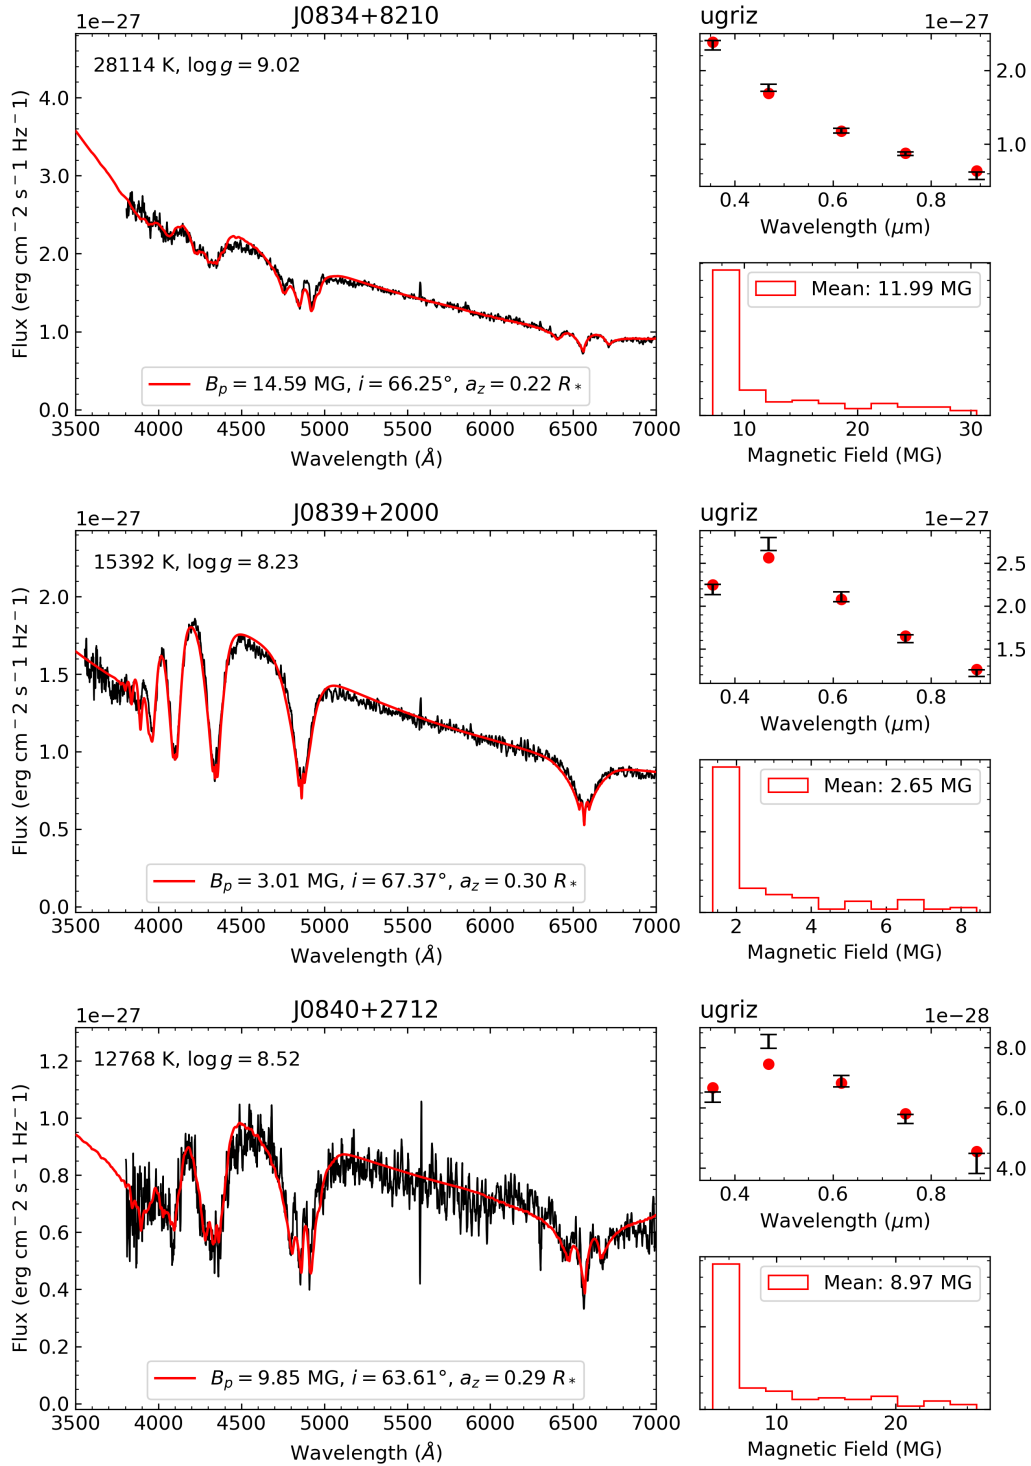 J0834+8210
1e−27
28114 K, log g = 9.02
4.0
3.0
2.0
1.0
0.0
Flux (erg cm−2 s−1 Hz−1)
B_p = 14.59 MG, i = 66.25°, a_z = 0.22 R_*
3500 4000 4500 5000 5500 6000 6500 7000
Wavelength (Å)
ugriz
1e−27
2.0
1.0
0.4 0.6 0.8
Wavelength (μm)
Mean: 11.99 MG
10 20 30
Magnetic Field (MG)
J0839+2000
1e−27
15392 K, log g = 8.23
2.0
1.5
1.0
0.5
0.0
Flux (erg cm−2 s−1 Hz−1)
B_p = 3.01 MG, i = 67.37°, a_z = 0.30 R_*
3500 4000 4500 5000 5500 6000 6500 7000
Wavelength (Å)
ugriz
1e−27
2.5
2.0
1.5
0.4 0.6 0.8
Wavelength (μm)
Mean: 2.65 MG
2 4 6 8
Magnetic Field (MG)
J0840+2712
1e−27
12768 K, log g = 8.52
1.2
1.0
0.8
0.6
0.4
0.2
0.0
Flux (erg cm−2 s−1 Hz−1)
B_p = 9.85 MG, i = 63.61°, a_z = 0.29 R_*
3500 4000 4500 5000 5500 6000 6500 7000
Wavelength (Å)
ugriz
1e−28
8.0
6.0
4.0
0.4 0.6 0.8
Wavelength (μm)
Mean: 8.97 MG
10 20
Magnetic Field (MG)